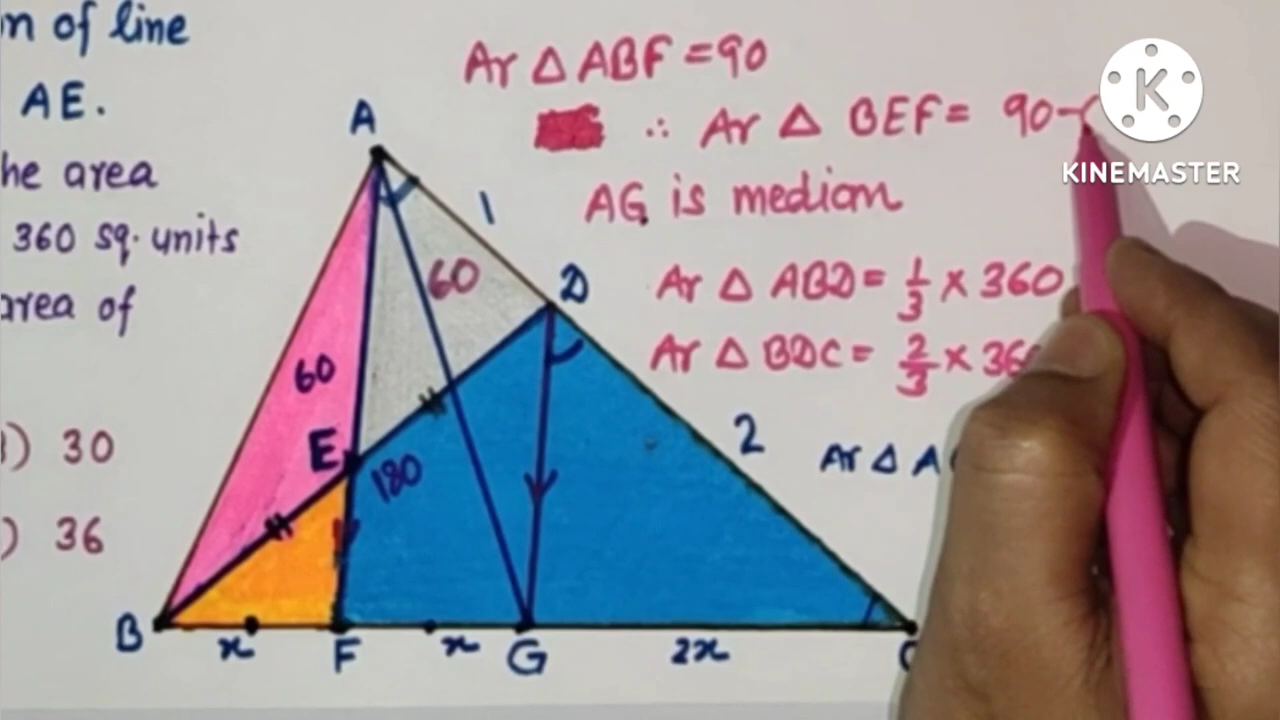 n of line
AE.
he area
360 sq. units
area of
) 30
) 36
Ar △ ABF = 90
∴ Ar △ BEF = 90 -
AG is median
Ar △ ABD = 1/3 × 360
Ar △ BDC = 2/3 × 36
Ar △ A
A
1
60
D
60
E
180
2
B
x
F
x
G
2x
K
KINEMASTER